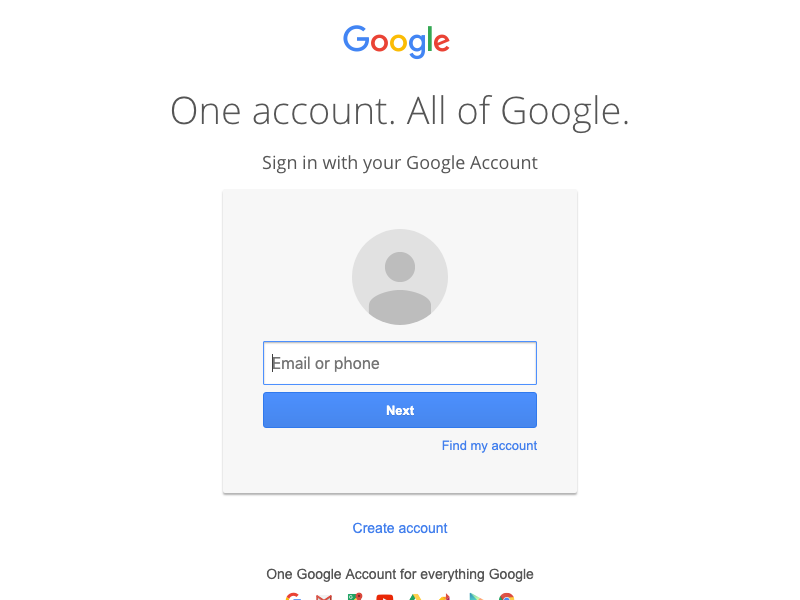 Google
One account. All of Google.
Sign in with your Google Account
Email or phone
Next
Find my account
Create account
One Google Account for everything Google